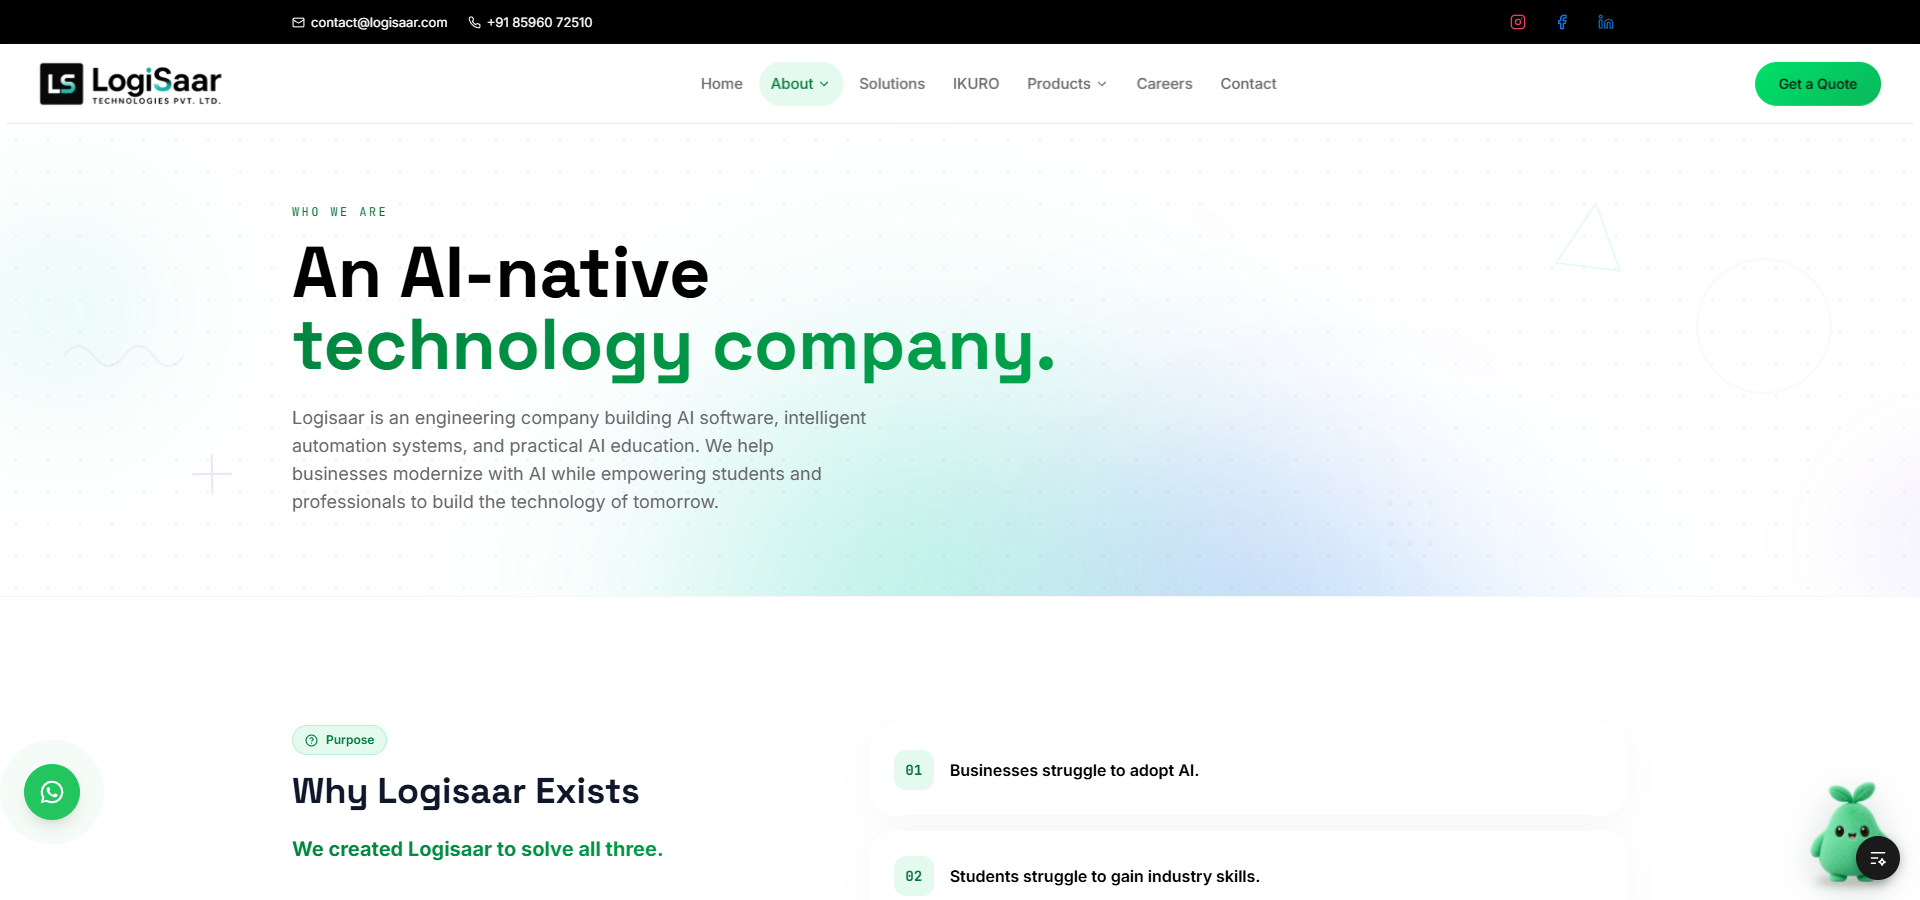 contact@logisaar.com +91 85960 72510
LS LogiSaar
TECHNOLOGIES PVT. LTD.
Home About Solutions IKURO Products Careers Contact
Get a Quote
WHO WE ARE
An AI-native
technology company.
Logisaar is an engineering company building AI software, intelligent
automation systems, and practical AI education. We help
businesses modernize with AI while empowering students and
professionals to build the technology of tomorrow.
Purpose
Why Logisaar Exists
We created Logisaar to solve all three.
01 Businesses struggle to adopt AI.
02 Students struggle to gain industry skills.